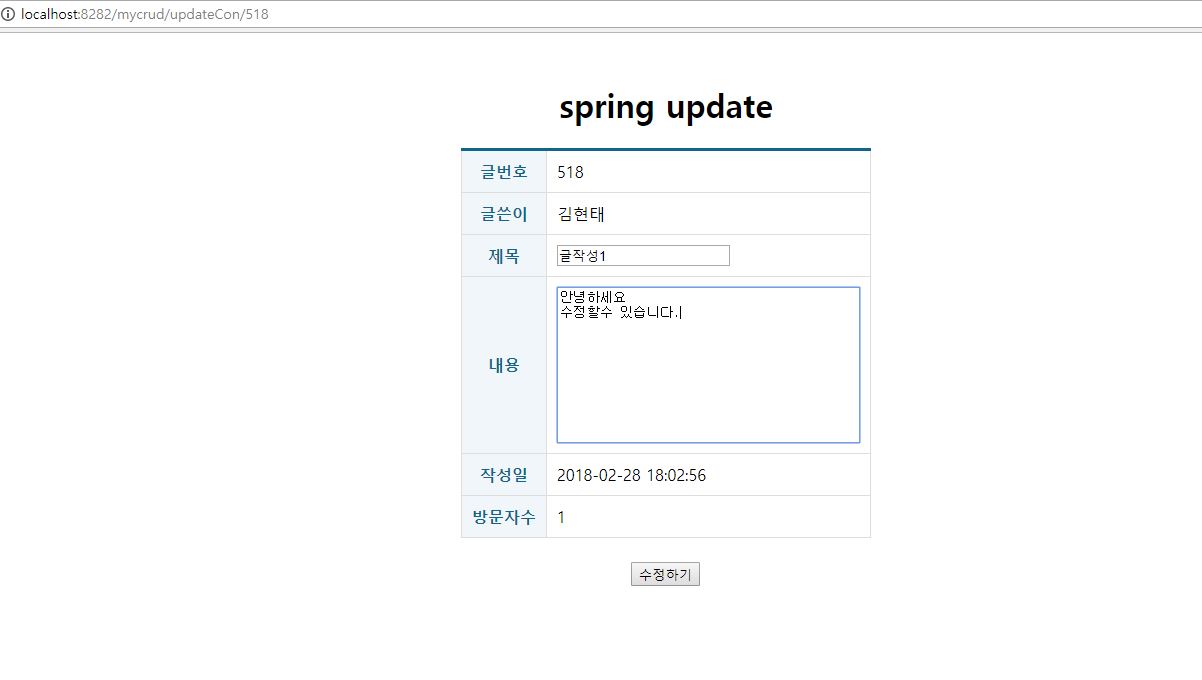 localhost:8282/mycrud/updateCon/518
spring update
글번호 518
글쓴이 김현태
제목 글작성1
내용 안녕하세요
수정할수 있습니다.
작성일 2018-02-28 18:02:56
방문자수 1
수정하기